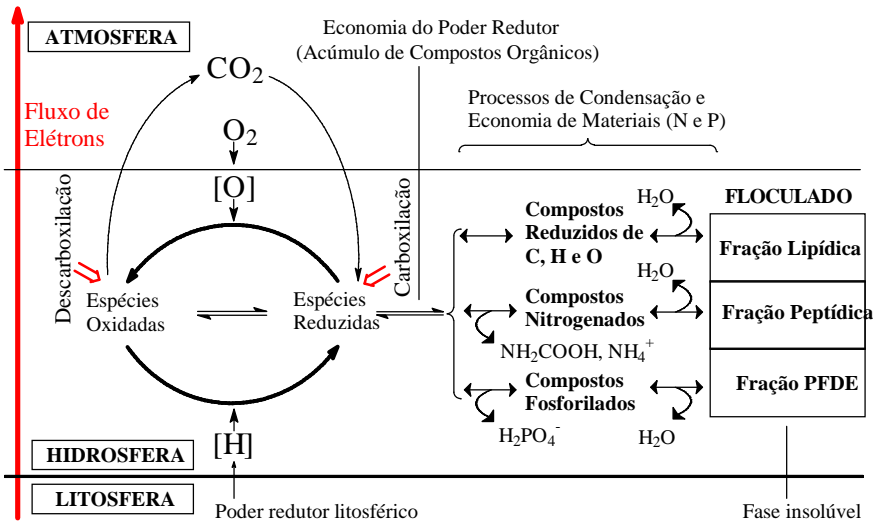 ATMOSFERA
Economia do Poder Redutor
(Acúmulo de Compostos Orgânicos)
CO2
Processos de Condensação e
Economia de Materiais (N e P)
Fluxo de
Elétrons
O2
[O]
Descarboxilação
Carboxilação
Espécies
Oxidadas
Espécies
Reduzidas
Compostos
Reduzidos de
C, H e O
H2O
FLOCULADO
Fração Lipídica
Compostos
Nitrogenados
H2O
NH2COOH, NH4+
Fração Peptídica
Compostos
Fosforilados
H2PO4-
H2O
Fração PFDE
[H]
HIDROSFERA
LITOSFERA
Poder redutor litosférico
Fase insolúvel